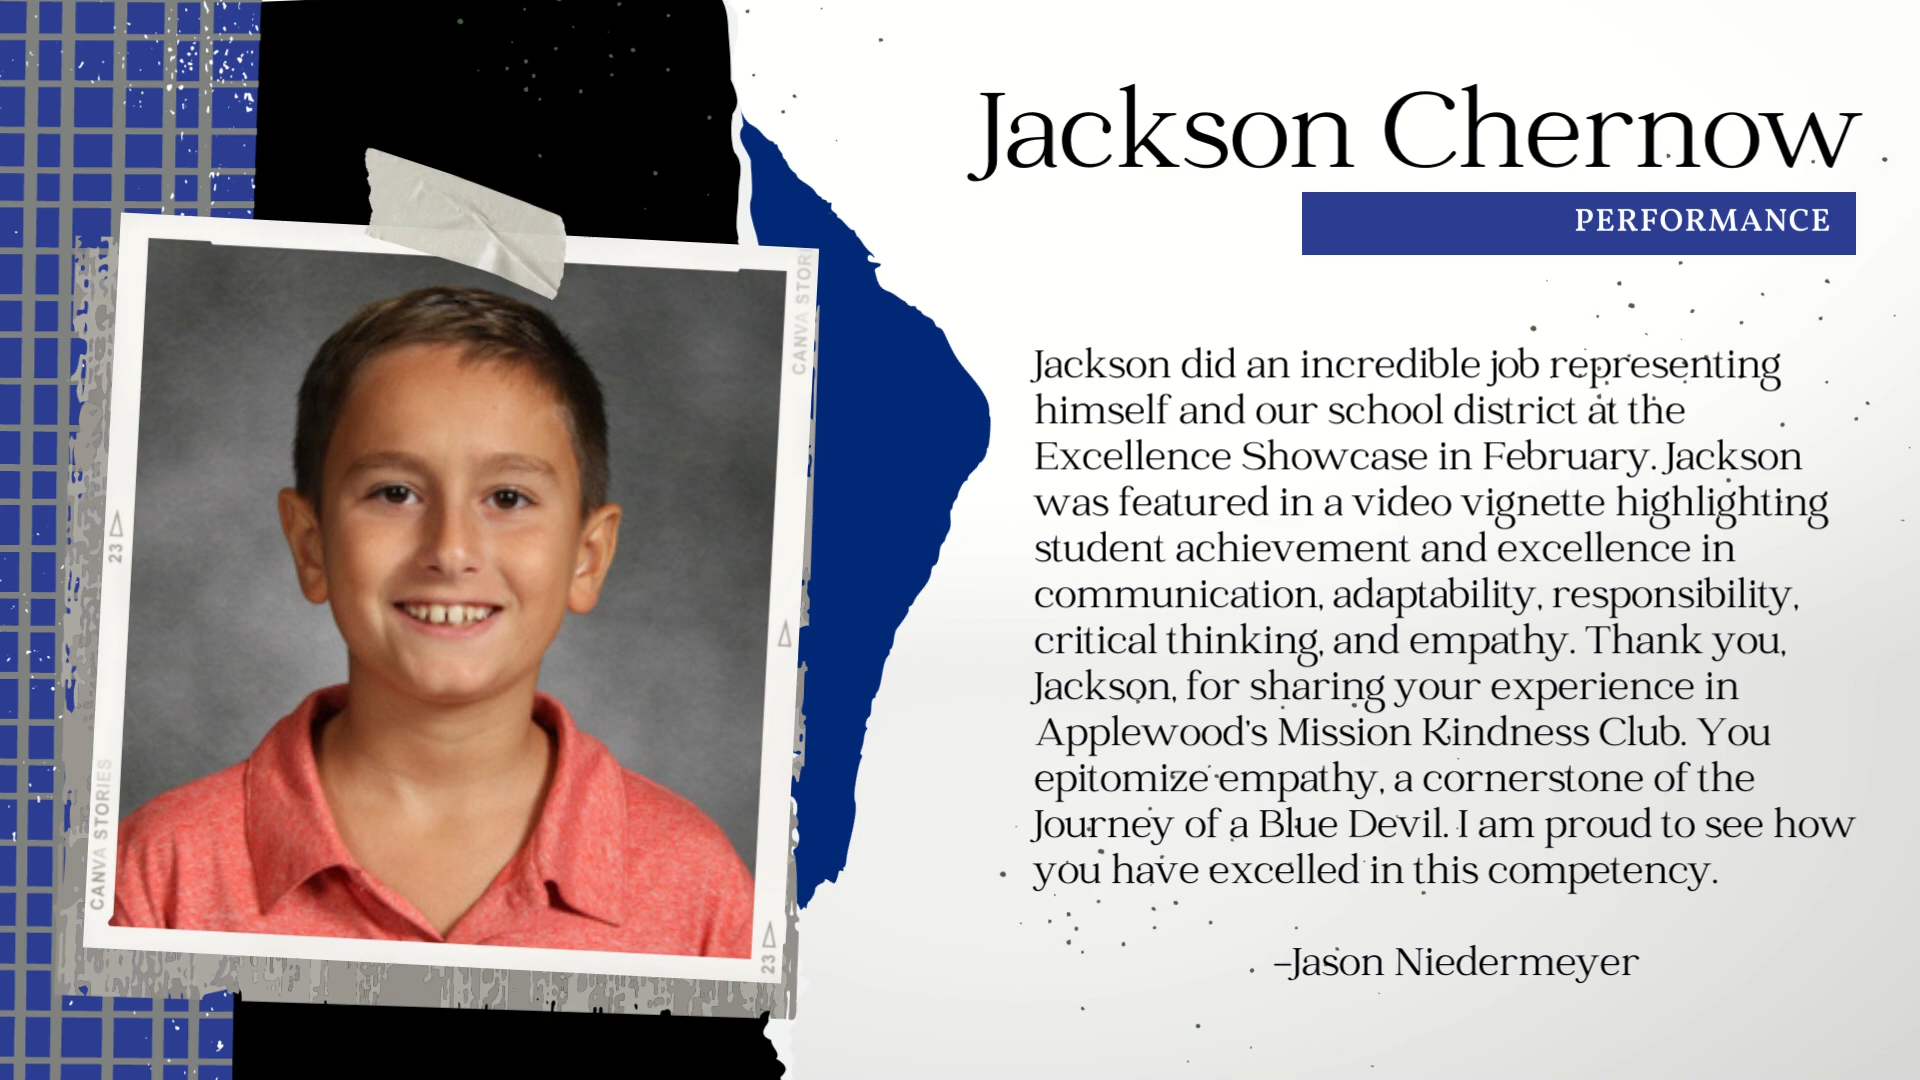 Jackson Chernow
PERFORMANCE
Jackson did an incredible job representing
himself and our school district at the
Excellence Showcase in February. Jackson
was featured in a video vignette highlighting
student achievement and excellence in
communication, adaptability, responsibility,
critical thinking, and empathy. Thank you,
Jackson, for sharing your experience in
Applewood's Mission Kindness Club. You
epitomize empathy, a cornerstone of the
Journey of a Blue Devil. I am proud to see how
you have excelled in this competency.
–Jason Niedermeyer
CANVA STOR
23
CANVA STORIES
23